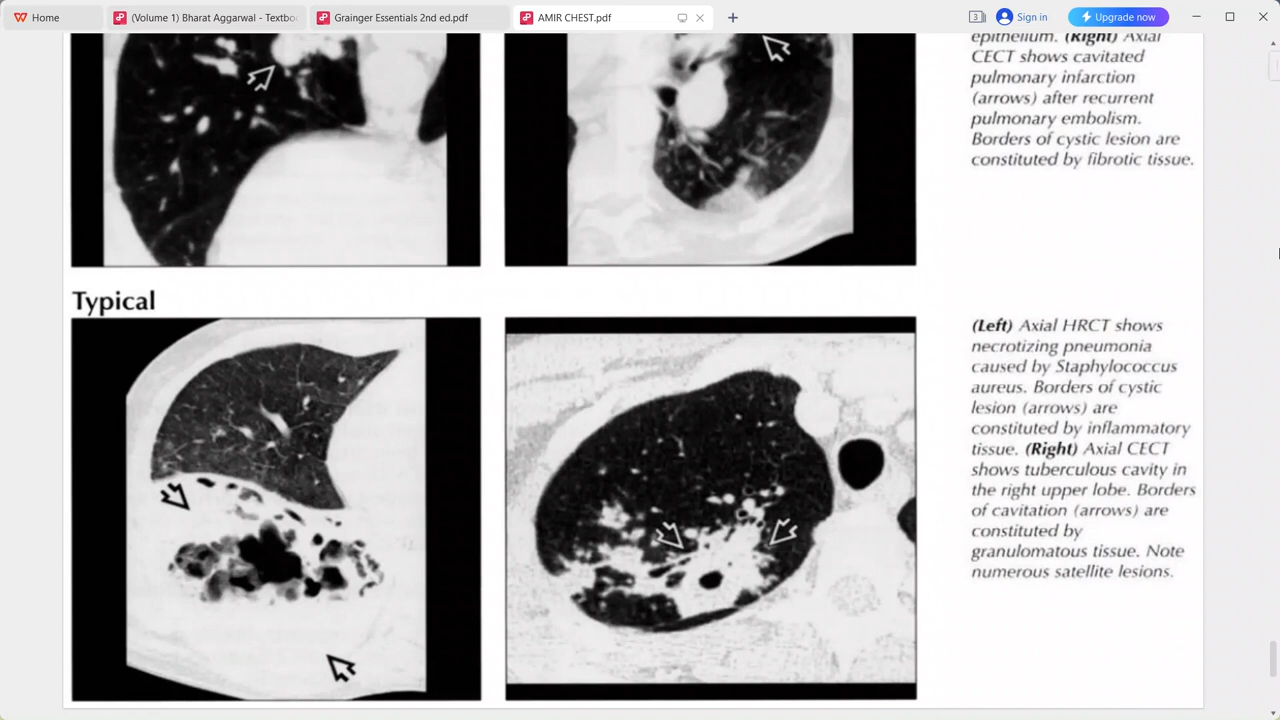 Home
(Volume 1) Bharat Aggarwal - Textbo
Grainger Essentials 2nd ed.pdf
AMIR CHEST.pdf
3
Sign in
Upgrade now
epithelium. (Right) Axial
CECT shows cavitated
pulmonary infarction
(arrows) after recurrent
pulmonary embolism.
Borders of cystic lesion are
constituted by fibrotic tissue.
Typical
(Left) Axial HRCT shows
necrotizing pneumonia
caused by Staphylococcus
aureus. Borders of cystic
lesion (arrows) are
constituted by inflammatory
tissue. (Right) Axial CECT
shows tuberculous cavity in
the right upper lobe. Borders
of cavitation (arrows) are
constituted by
granulomatous tissue. Note
numerous satellite lesions.